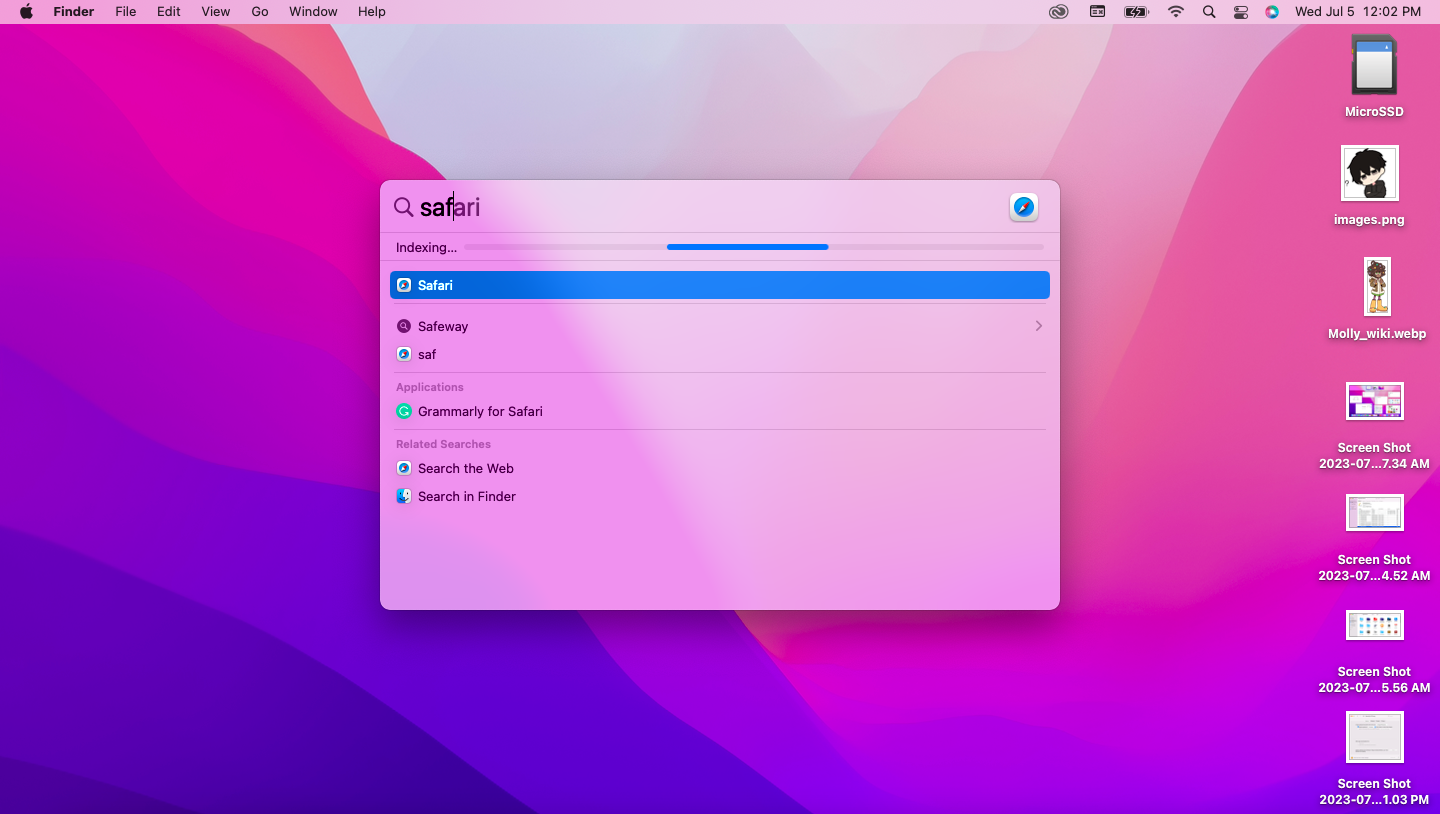 Finder File Edit View Go Window Help Wed Jul 5 12:02 PM
MicroSSD
images.png
Molly_wiki.webp
Screen Shot
2023-07...7.34 AM
Screen Shot
2023-07...4.52 AM
Screen Shot
2023-07...5.56 AM
Screen Shot
2023-07...1.03 PM
safari
Indexing...
Safari
Safeway
saf
Applications
Grammarly for Safari
Related Searches
Search the Web
Search in Finder